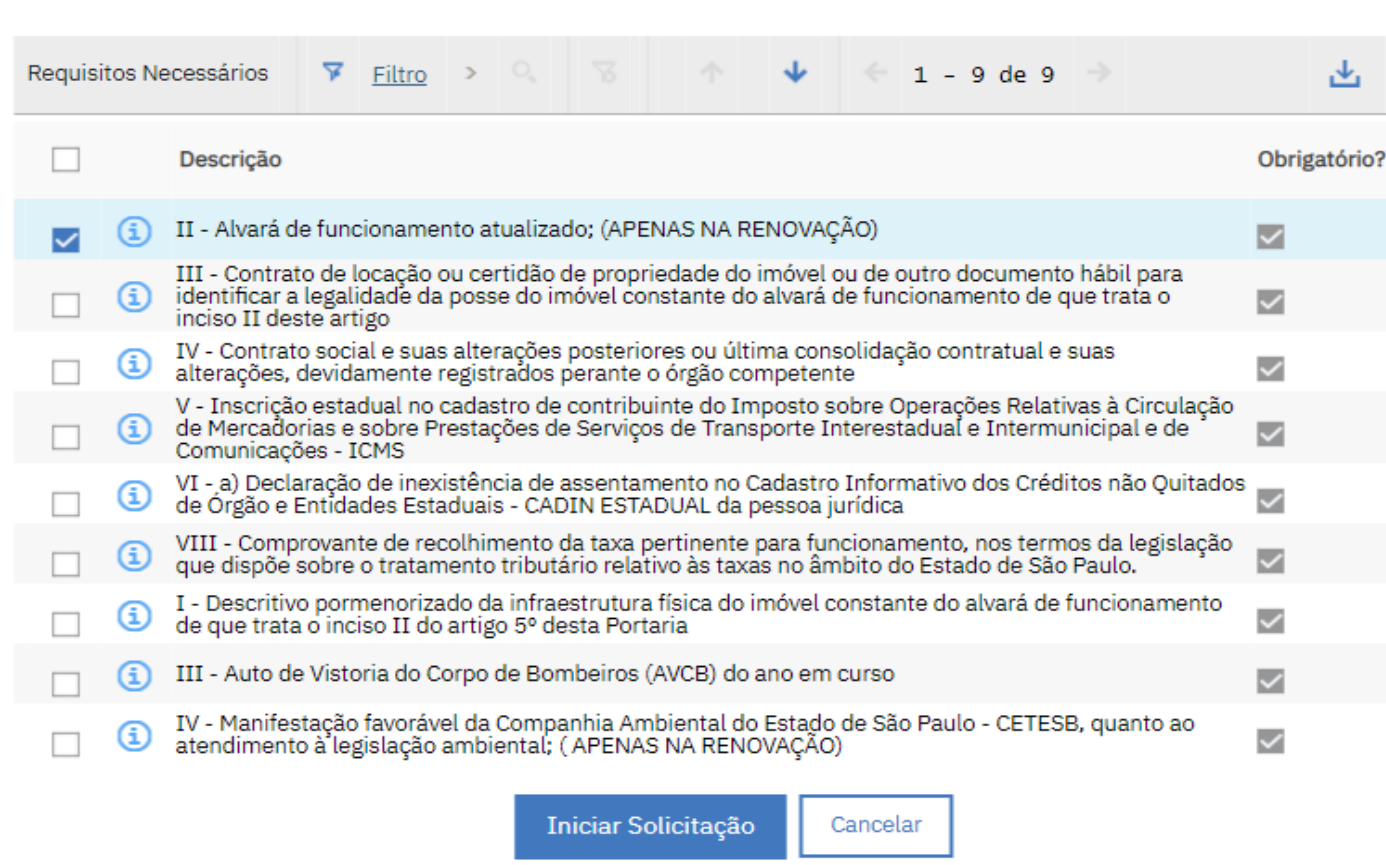 Requisitos Necessários Filtro > 1 - 9 de 9
Descrição Obrigatório?
II - Alvará de funcionamento atualizado; (APENAS NA RENOVAÇÃO)
III - Contrato de locação ou certidão de propriedade do imóvel ou de outro documento hábil para
identificar a legalidade da posse do imóvel constante do alvará de funcionamento de que trata o
inciso II deste artigo
IV - Contrato social e suas alterações posteriores ou última consolidação contratual e suas
alterações, devidamente registrados perante o órgão competente
V - Inscrição estadual no cadastro de contribuinte do Imposto sobre Operações Relativas à Circulação
de Mercadorias e sobre Prestações de Serviços de Transporte Interestadual e Intermunicipal e de
Comunicações - ICMS
VI - a) Declaração de inexistência de assentamento no Cadastro Informativo dos Créditos não Quitados
de Órgão e Entidades Estaduais - CADIN ESTADUAL da pessoa jurídica
VIII - Comprovante de recolhimento da taxa pertinente para funcionamento, nos termos da legislação
que dispõe sobre o tratamento tributário relativo às taxas no âmbito do Estado de São Paulo.
I - Descritivo pormenorizado da infraestrutura física do imóvel constante do alvará de funcionamento
de que trata o inciso II do artigo 5º desta Portaria
III - Auto de Vistoria do Corpo de Bombeiros (AVCB) do ano em curso
IV - Manifestação favorável da Companhia Ambiental do Estado de São Paulo - CETESB, quanto ao
atendimento à legislação ambiental; ( APENAS NA RENOVAÇÃO)
Iniciar Solicitação Cancelar